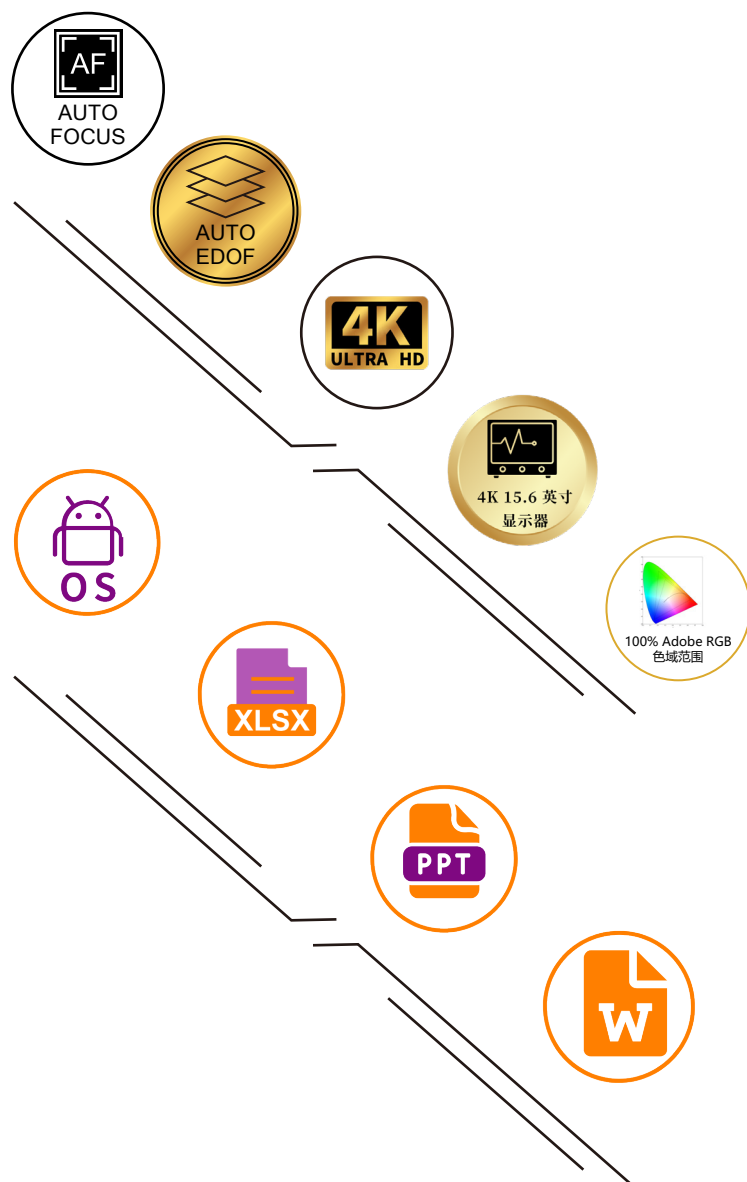 AF
AUTO
FOCUS
AUTO
EDOF
4K
ULTRA HD
4K 15.6 英寸
显示器
100% Adobe RGB
色域范围
OS
XLSX
PPT
W